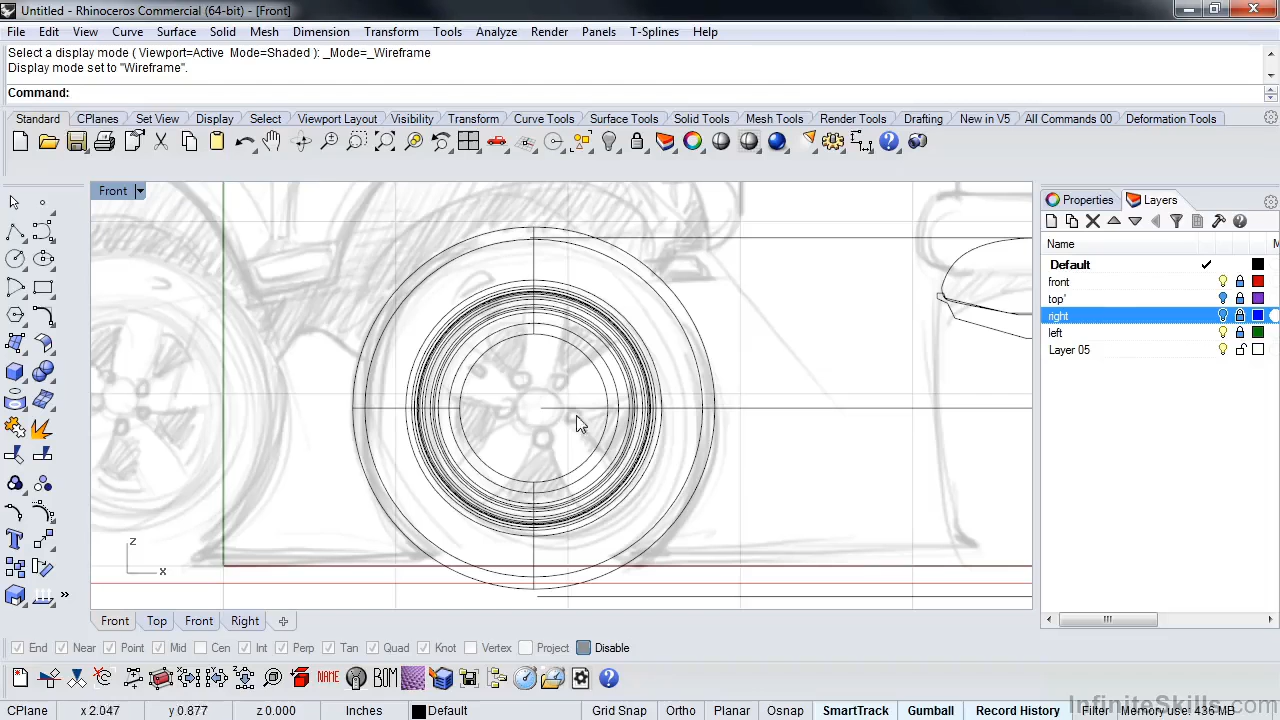 Untitled - Rhinoceros Commercial (64-bit) - [Front]
File Edit View Curve Surface Solid Mesh Dimension Transform Tools Analyze Render Panels T-Splines Help
Select a display mode ( Viewport=Active Mode=Shaded ): _Mode=_Wireframe
Display mode set to "Wireframe".
Command:
Standard CPlanes Set View Display Select Viewport Layout Visibility Transform Curve Tools Surface Tools Solid Tools Mesh Tools Render Tools Drafting New in V5 All Commands 00 Deformation Tools
Front
Properties Layers
Name M
Default
front
top'
right
left
Layer 05
z
x
Front Top Front Right
End Near Point Mid Cen Int Perp Tan Quad Knot Vertex Project Disable
NAME BOM
CPlane x 2.047 y 0.877 z 0.000 Inches Default Grid Snap Ortho Planar Osnap SmartTrack Gumball Record History Filter Memory use: 436 MB
InfiniteSkills.com